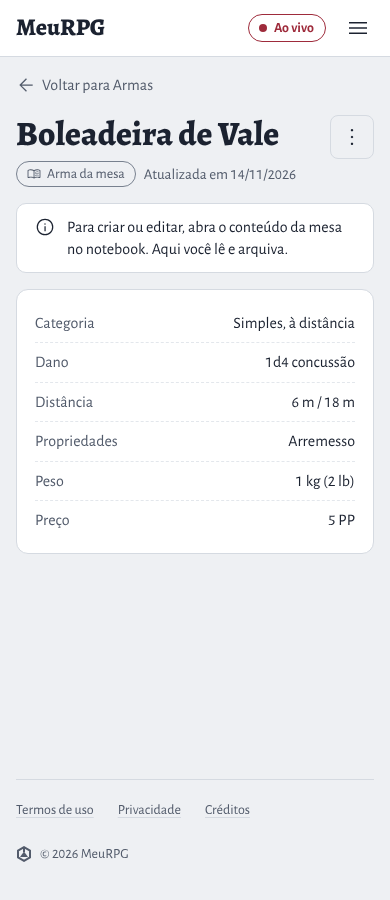 MeuRPG
Ao vivo
Voltar para Armas
Boleadeira de Vale
Arma da mesa
Atualizada em 14/11/2026
Para criar ou editar, abra o conteúdo da mesa
no notebook. Aqui você lê e arquiva.
Categoria Simples, à distância
Dano 1d4 concussão
Distância 6 m / 18 m
Propriedades Arremesso
Peso 1 kg (2 lb)
Preço 5 PP
Termos de uso Privacidade Créditos
© 2026 MeuRPG